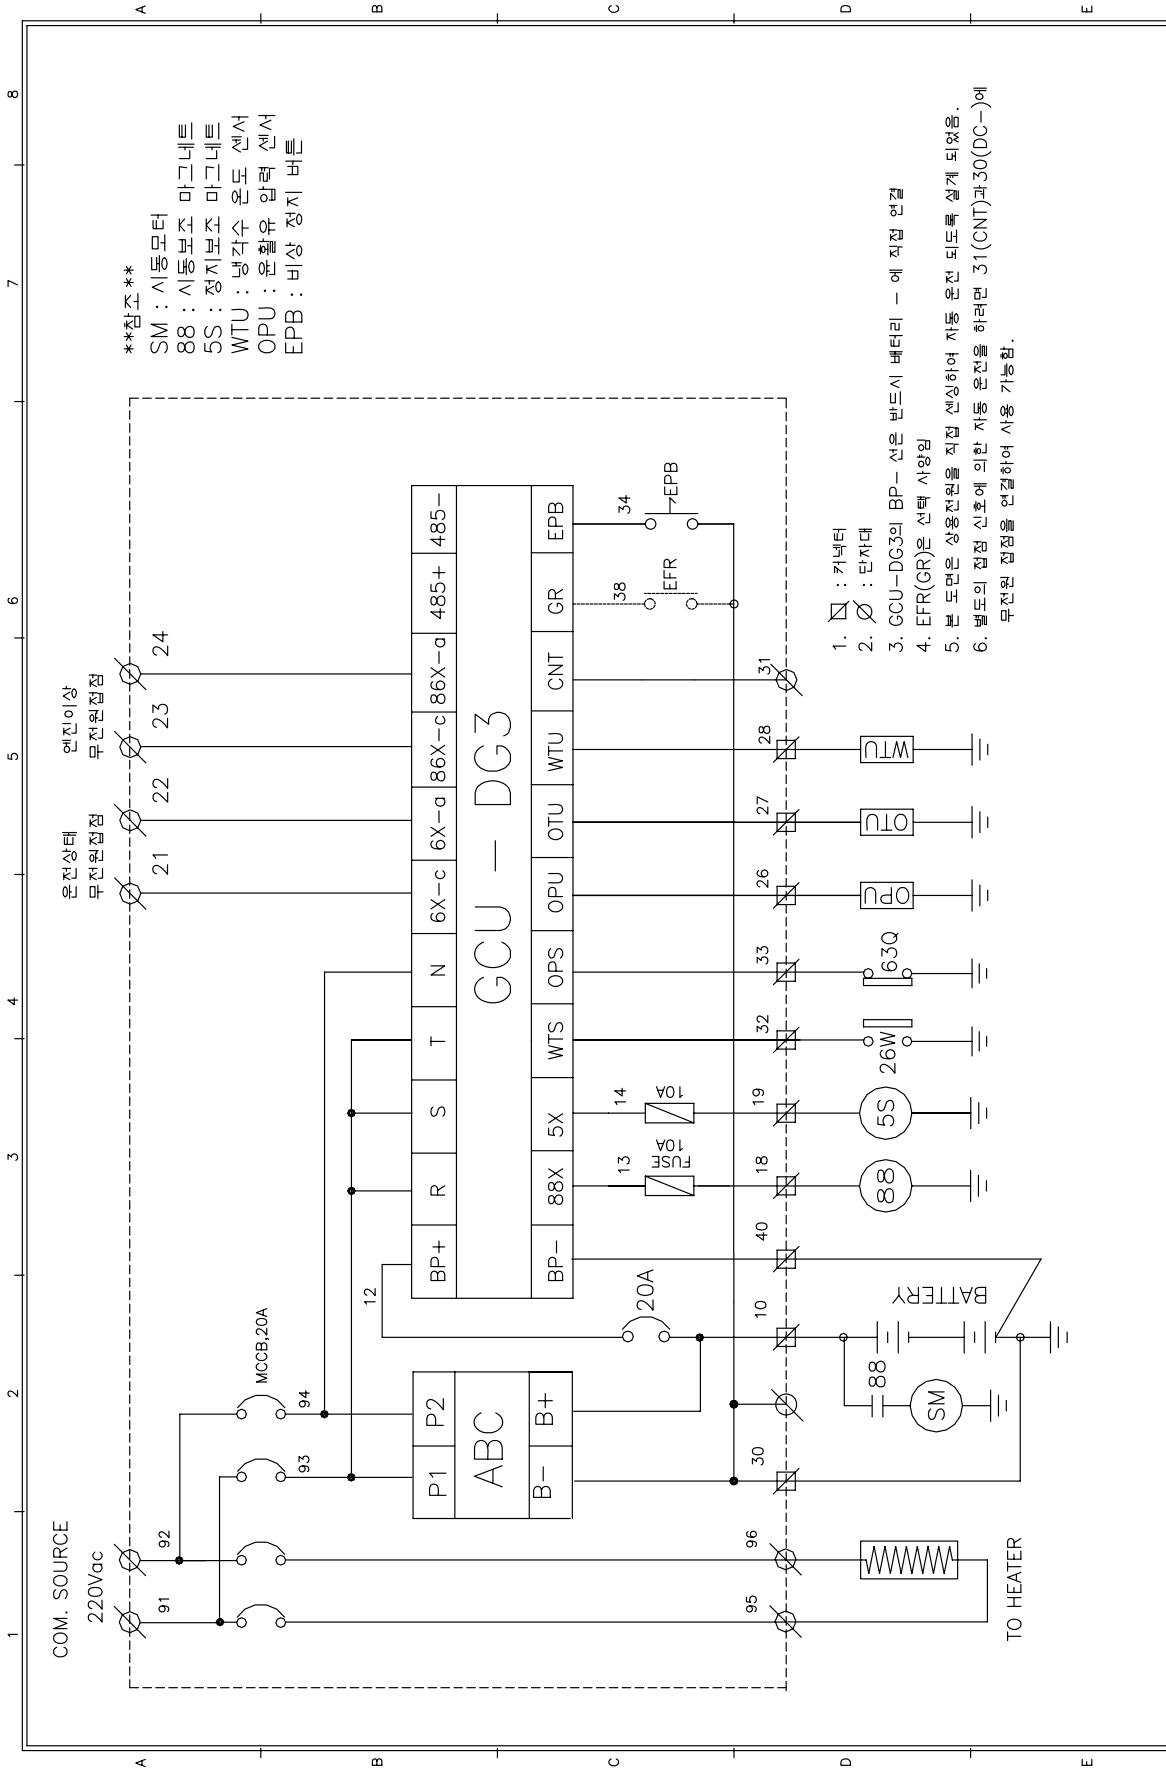 1 2 3 4 5 6 7 8
A
B
C
D
E
A
B
C
D
E
COM. SOURCE
220Vac
91
92
MCCB,20A
93
94
운전상태
무전원접점
21
22
엔진이상
무전원접점
23
24
**참조**
SM : 시동모터
88 : 시동보조 마그네트
5S : 정지보조 마그네트
WTU : 냉각수 온도 센서
OPU : 윤활유 압력 센서
EPB : 비상 정지 버튼
P1 P2
ABC
B- B+
12
BP+ R S T N 6X-c 6X-a 86X-c 86X-a 485+ 485-
GCU - DG3
BP- 88X 5X WTS OPS OPU OTU WTU CNT GR EPB
20A
13
FUSE
10A
14
10A
38
EFR
34
EPB
95
96
30
10
40
18
19
32
33
26
27
28
31
TO HEATER
SM
88
BATTERY
88
5S
26W
63Q
OPU
OTU
WTU
1. : 커넥터
2. : 단자대
3. GCU-DG3의 BP- 선은 반드시 배터리 - 에 직접 연결
4. EFR(GR)은 선택 사양임
5. 본 도면은 상용전원을 직접 센싱하여 자동 운전 되도록 설계 되었음.
6. 별도의 접점 신호에 의한 자동 운전을 하려면 31(CNT)과30(DC-)에
무전원 접점을 연결하여 사용 가능함.